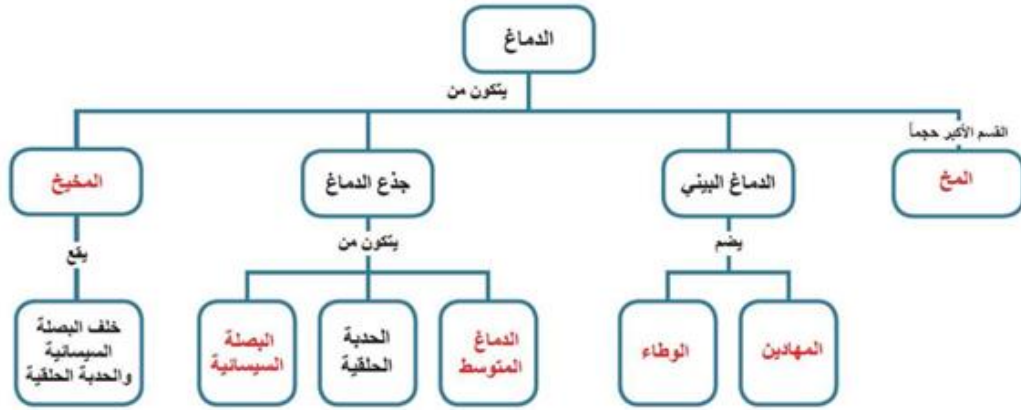 الدماغ
يتكون من
القسم الأكبر حجماً
المخ
الدماغ البيني
جذع الدماغ
المخيخ
يضم
يتكون من
يقع
المهادين
الوطاء
الدماغ
المتوسط
الحدبة
الحلقية
البصلة
السيسائية
خلف البصلة
السيسائية
والحدبة الحلقية